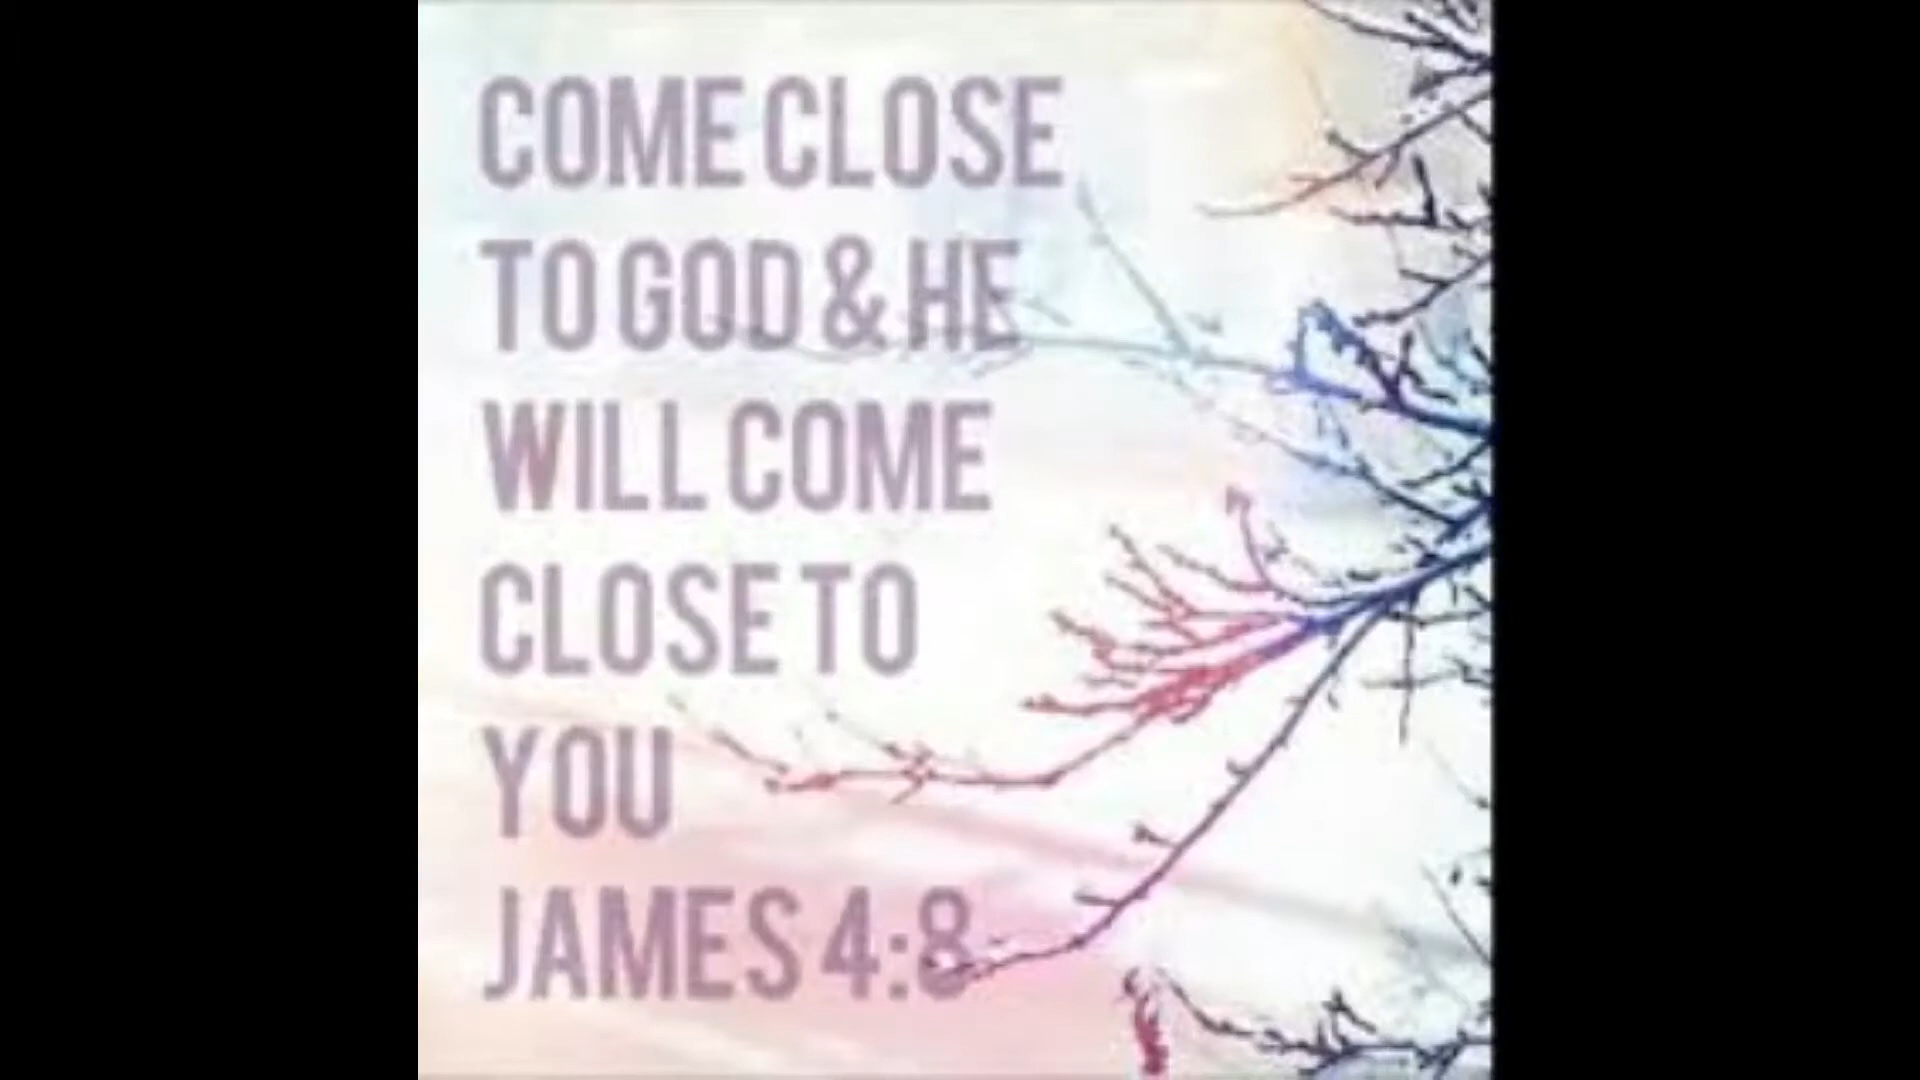 COME CLOSE
TO GOD & HE
WILL COME
CLOSE TO
YOU
JAMES 4:8